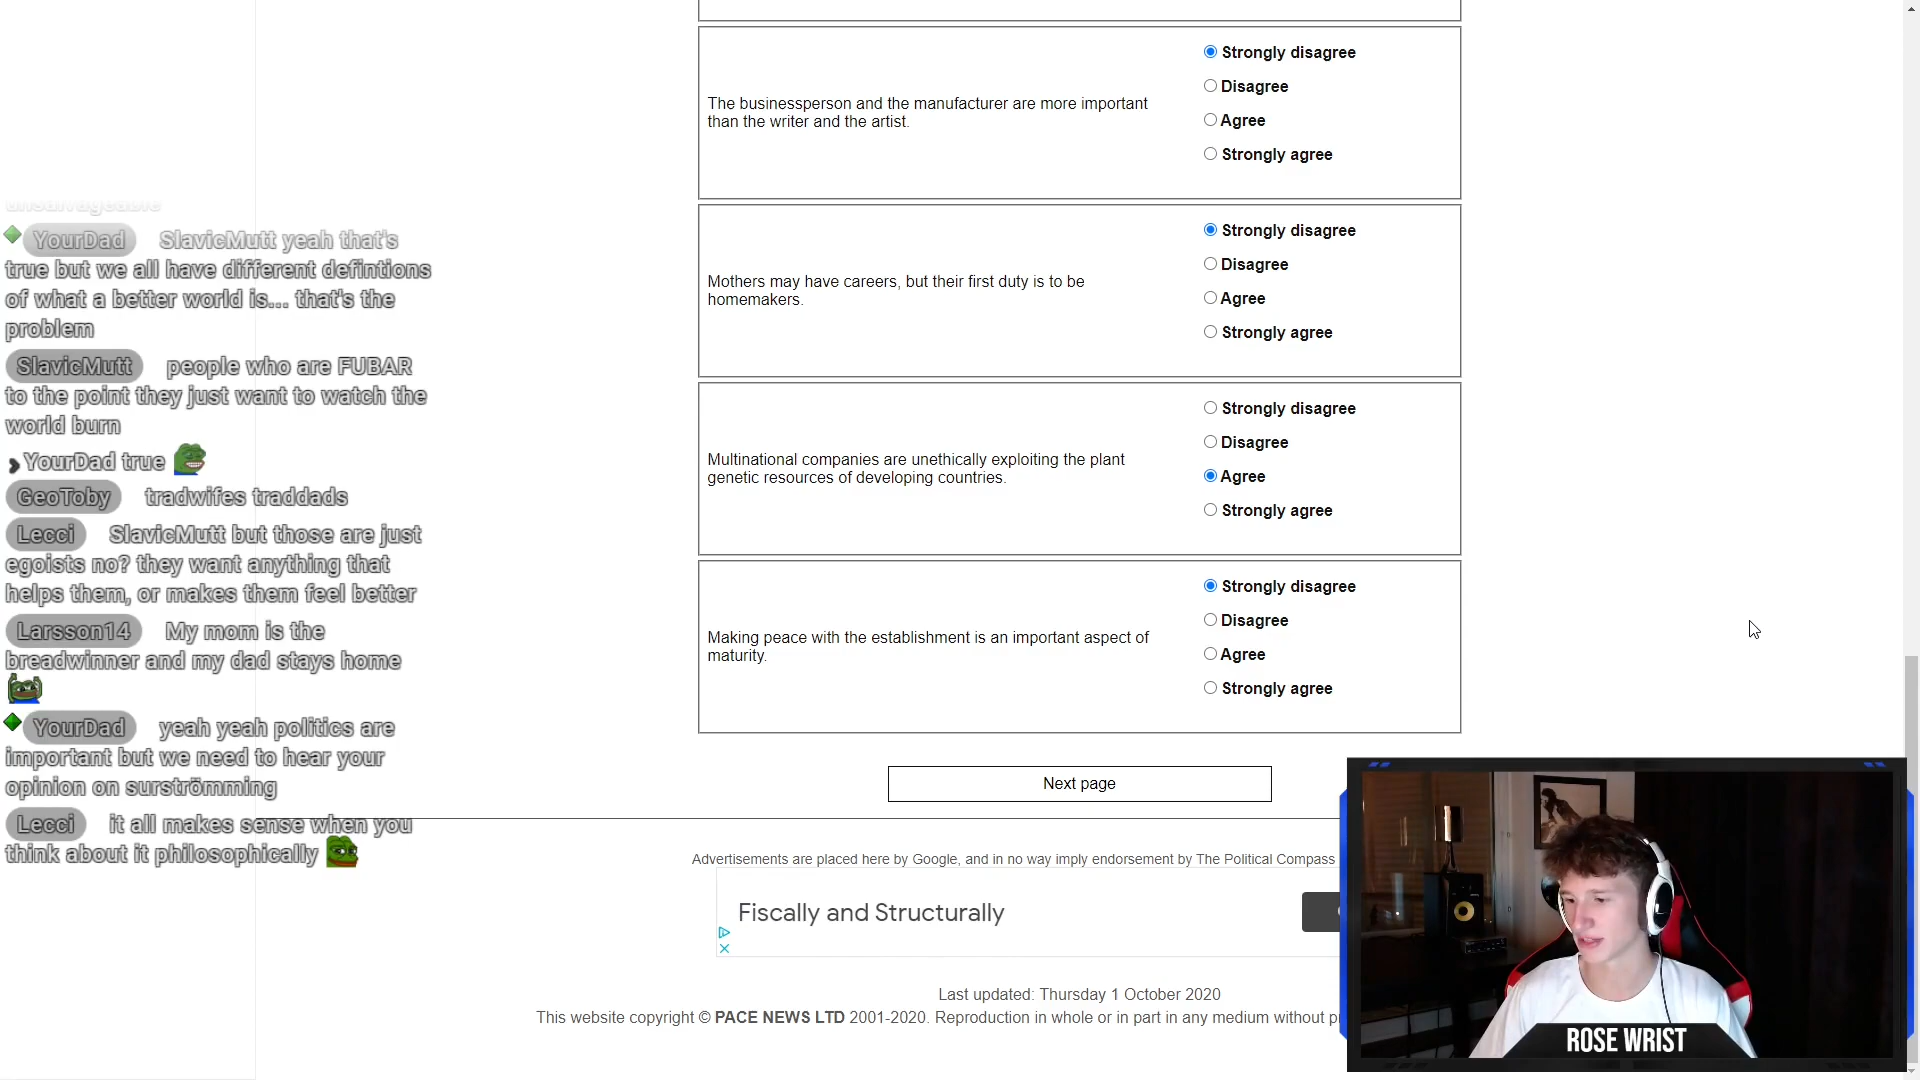 The businessperson and the manufacturer are more important
than the writer and the artist.
Strongly disagree
Disagree
Agree
Strongly agree
Mothers may have careers, but their first duty is to be
homemakers.
Strongly disagree
Disagree
Agree
Strongly agree
Multinational companies are unethically exploiting the plant
genetic resources of developing countries.
Strongly disagree
Disagree
Agree
Strongly agree
Making peace with the establishment is an important aspect of
maturity.
Strongly disagree
Disagree
Agree
Strongly agree
Next page
Advertisements are placed here by Google, and in no way imply endorsement by The Political Compass
Fiscally and Structurally
Last updated: Thursday 1 October 2020
This website copyright © PACE NEWS LTD 2001-2020. Reproduction in whole or in part in any medium without
YourDad SlavicMutt yeah that's
true but we all have different defintions
of what a better world is... that's the
problem
SlavicMutt people who are FUBAR
to the point they just want to watch the
world burn
YourDad true
GeoToby tradwifes traddads
Lecci SlavicMutt but those are just
egoists no? they want anything that
helps them, or makes them feel better
Larsson14 My mom is the
breadwinner and my dad stays home
YourDad yeah yeah politics are
important but we need to hear your
opinion on surströmming
Lecci it all makes sense when you
think about it philosophically
ROSE WRIST